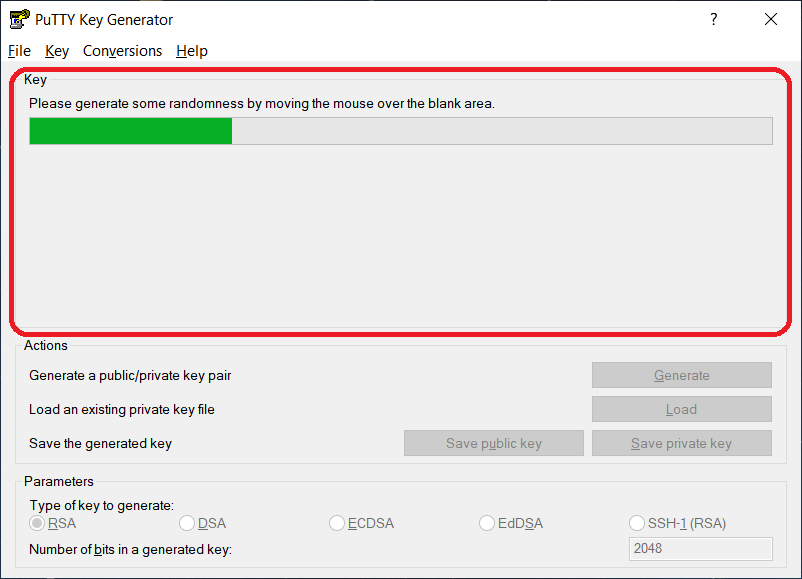 PuTTY Key Generator
?
File Key Conversions Help
Key
Please generate some randomness by moving the mouse over the blank area.
Actions
Generate a public/private key pair
Generate
Load an existing private key file
Load
Save the generated key
Save public key
Save private key
Parameters
Type of key to generate:
RSA DSA ECDSA EdDSA SSH-1 (RSA)
Number of bits in a generated key:
2048